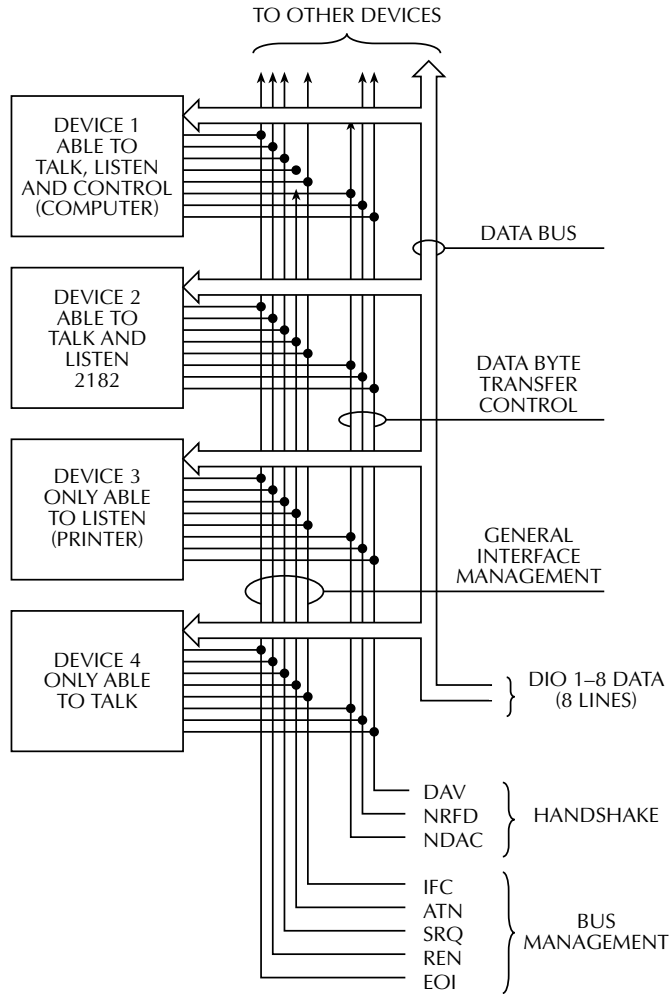 TO OTHER DEVICES
DEVICE 1
ABLE TO
TALK, LISTEN
AND CONTROL
(COMPUTER)
DATA BUS
DEVICE 2
ABLE TO
TALK AND
LISTEN
2182
DATA BYTE
TRANSFER
CONTROL
DEVICE 3
ONLY ABLE
TO LISTEN
(PRINTER)
GENERAL
INTERFACE
MANAGEMENT
DEVICE 4
ONLY ABLE
TO TALK
DIO 1–8 DATA
(8 LINES)
DAV
NRFD
NDAC
HANDSHAKE
IFC
ATN
SRQ
REN
EOI
BUS
MANAGEMENT